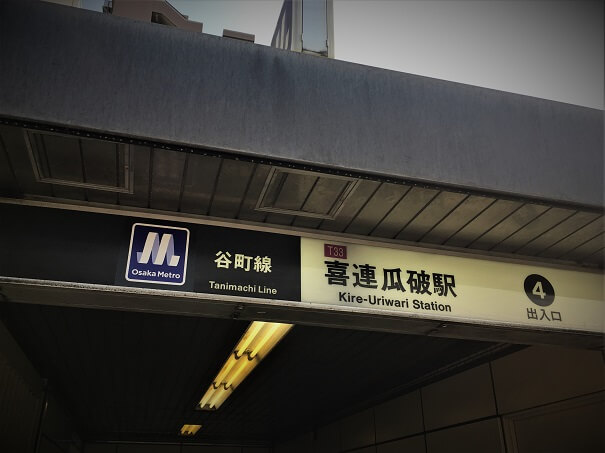 Osaka Metro
谷町線
Tanimachi Line
T33
喜連瓜破駅
Kire-Uriwari Station
4
出入口